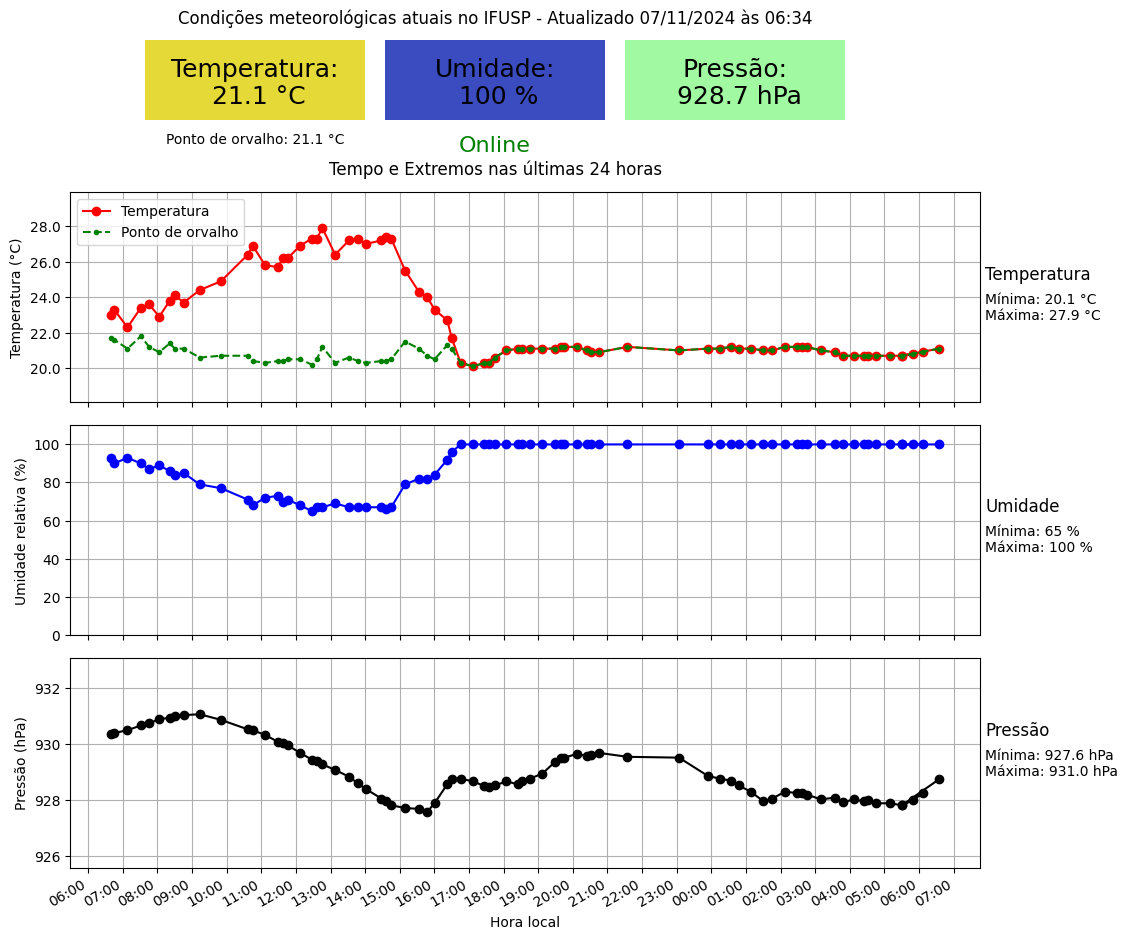 Condições meteorológicas atuais no IFUSP - Atualizado 07/11/2024 às 06:34
Temperatura:
21.1 °C
Umidade:
100 %
Pressão:
928.7 hPa
Ponto de orvalho: 21.1 °C
Online
Tempo e Extremos nas últimas 24 horas
Temperatura
Ponto de orvalho
Temperatura (°C)
28.0
26.0
24.0
22.0
20.0
Temperatura
Mínima: 20.1 °C
Máxima: 27.9 °C
Umidade relativa (%)
100
80
60
40
20
0
Umidade
Mínima: 65 %
Máxima: 100 %
Pressão (hPa)
932
930
928
926
Pressão
Mínima: 927.6 hPa
Máxima: 931.0 hPa
06:00 07:00 08:00 09:00 10:00 11:00 12:00 13:00 14:00 15:00 16:00 17:00 18:00 19:00 20:00 21:00 22:00 23:00 00:00 01:00 02:00 03:00 04:00 05:00 06:00 07:00
Hora local